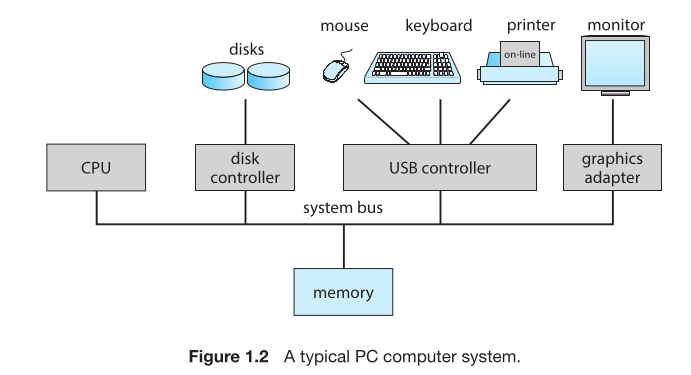 mouse keyboard printer monitor
disks
on-line
CPU
disk
controller
USB controller
graphics
adapter
system bus
memory
Figure 1.2 A typical PC computer system.